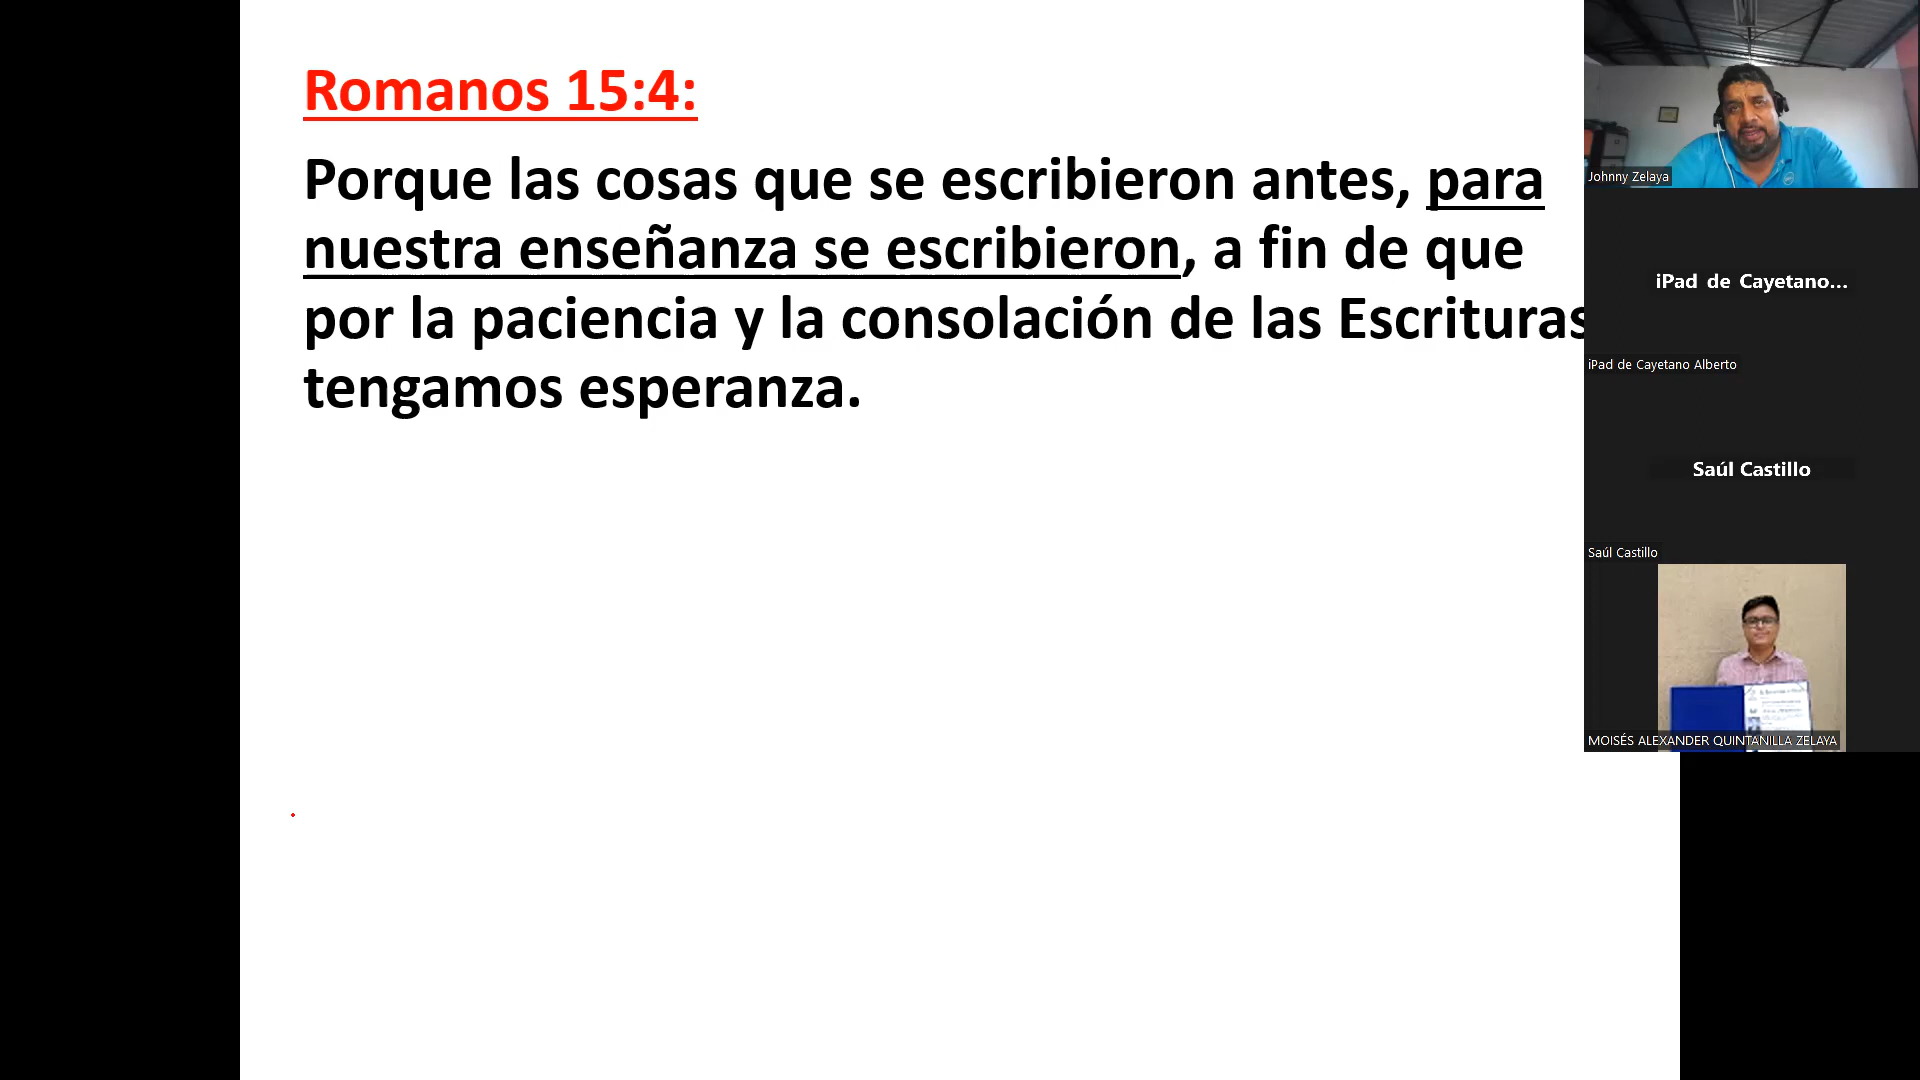 Romanos 15:4:
Porque las cosas que se escribieron antes, para
nuestra enseñanza se escribieron, a fin de que
por la paciencia y la consolación de las Escrituras
tengamos esperanza.
Johnny Zelaya
iPad de Cayetano...
iPad de Cayetano Alberto
Saúl Castillo
Saúl Castillo
MOISÉS ALEXANDER QUINTANILLA ZELAYA